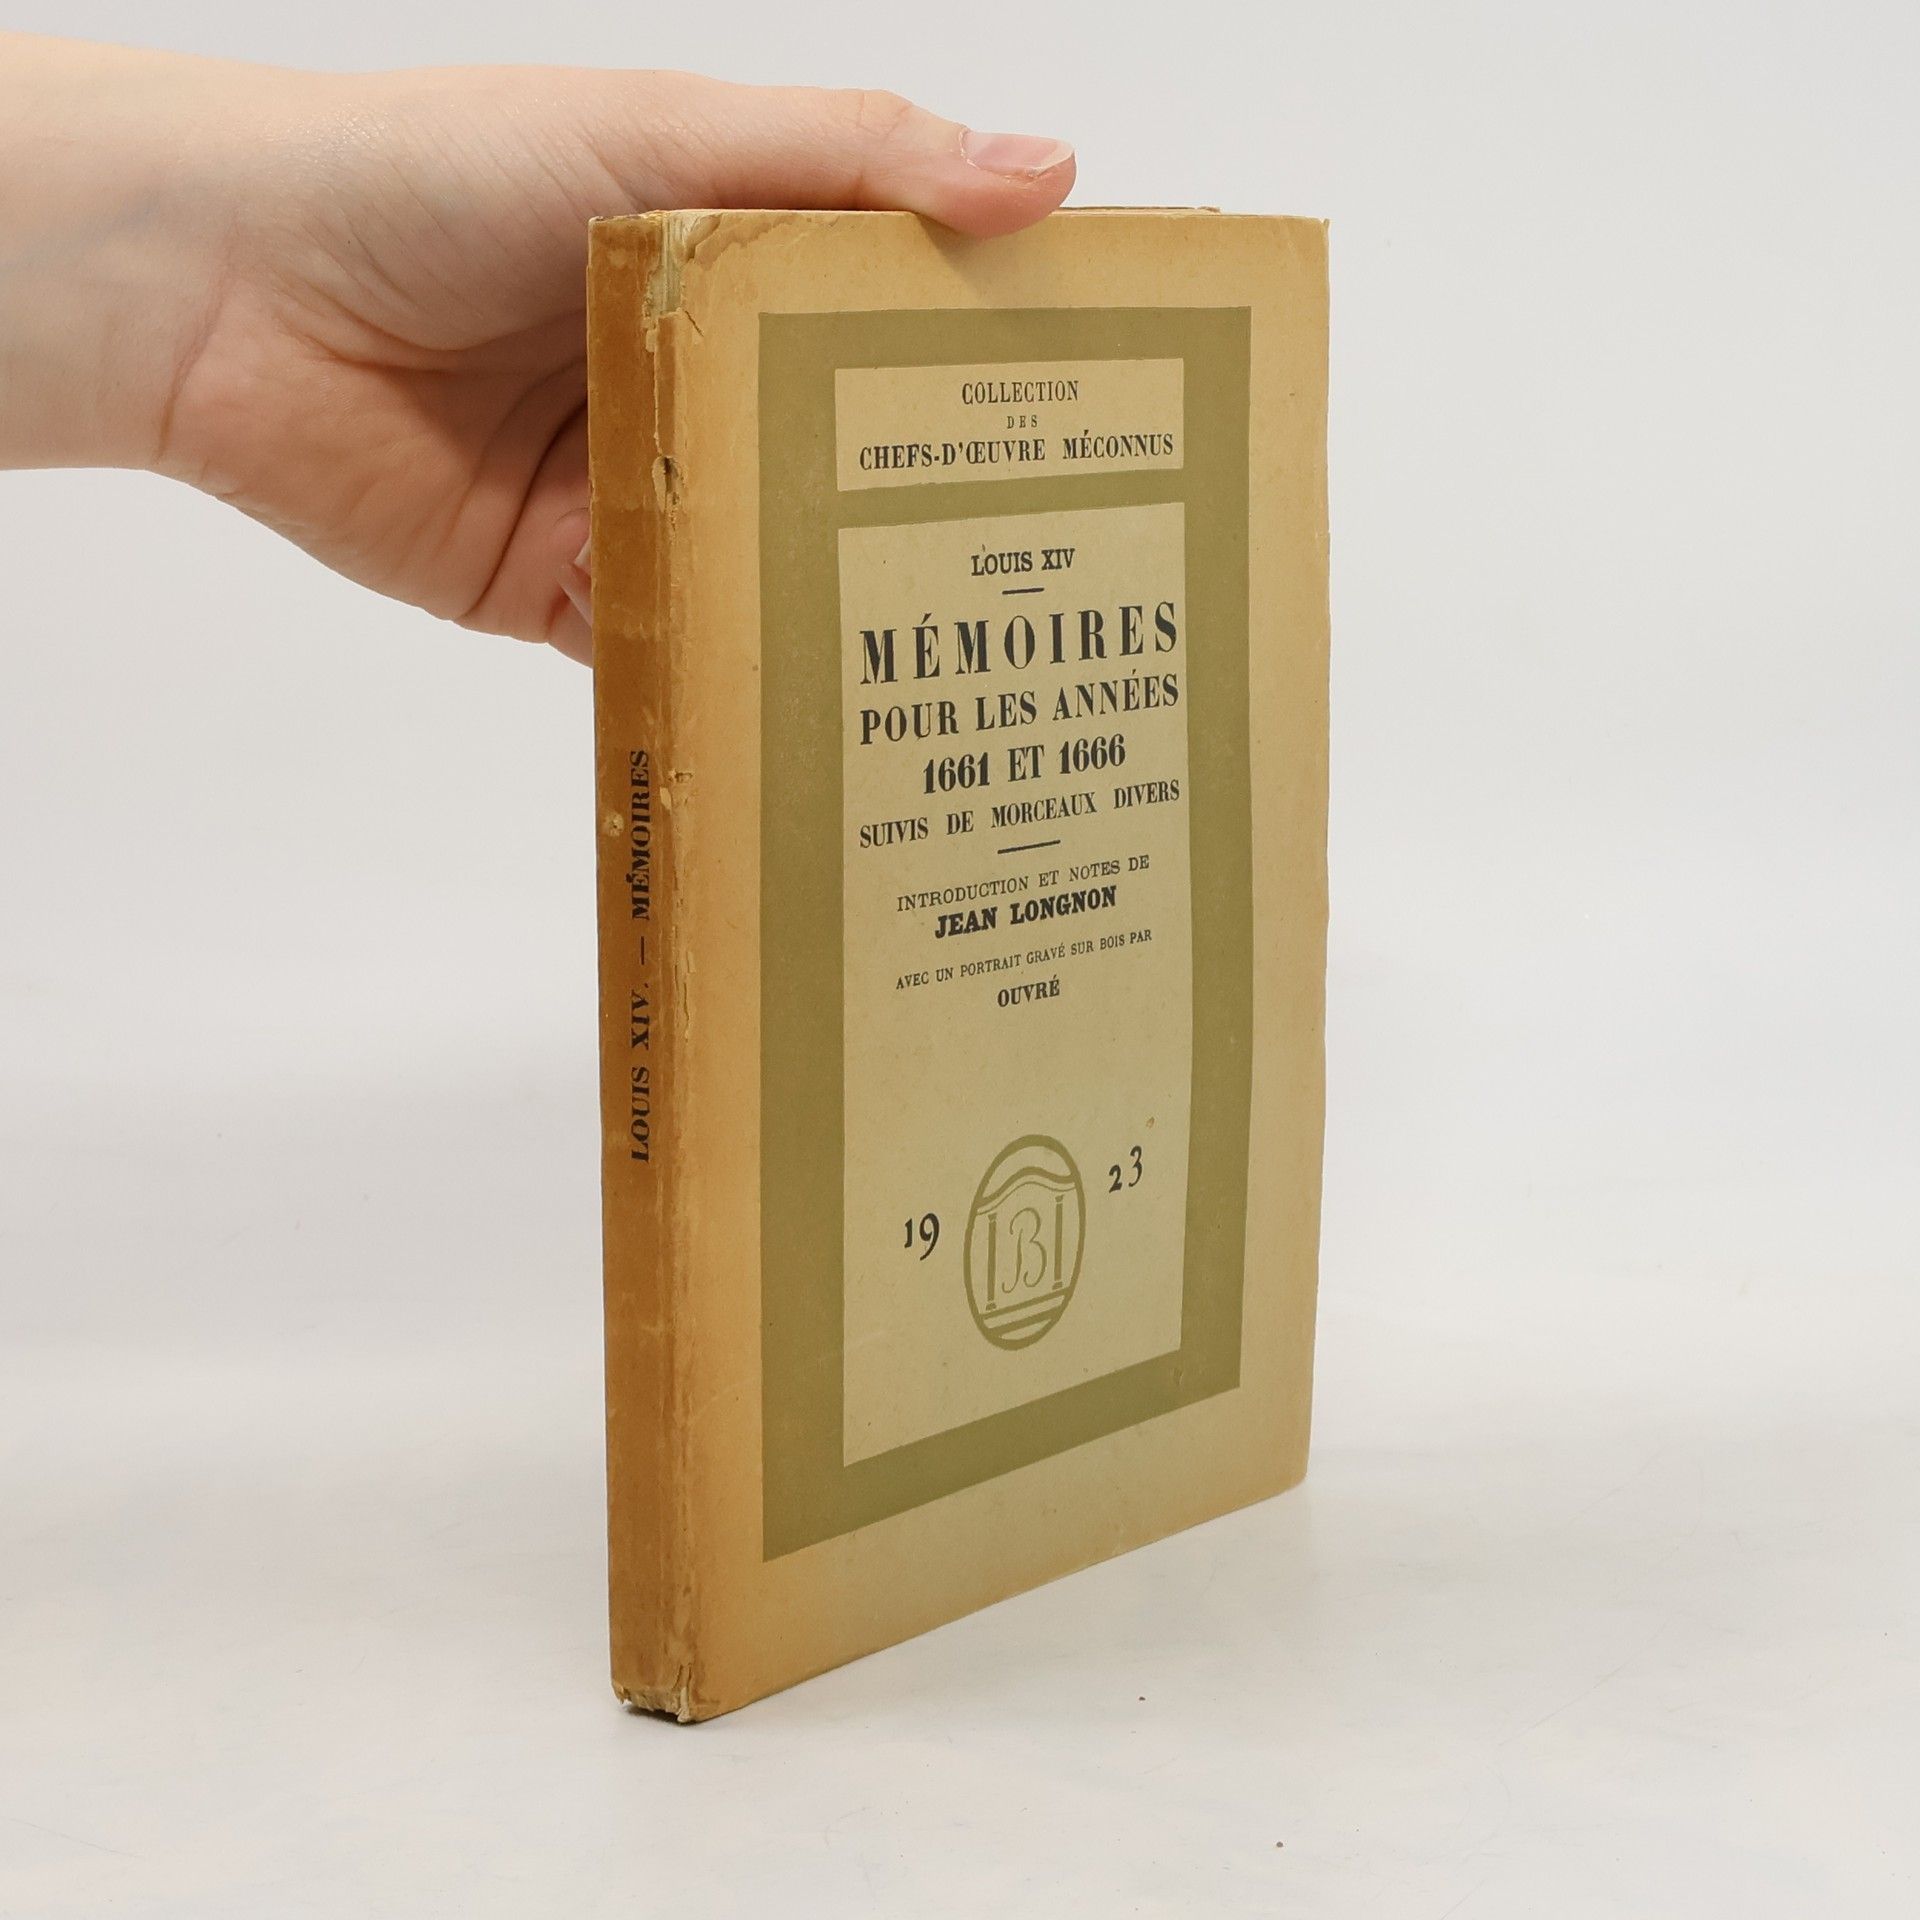 COLLECTION
DES
CHEFS-D'ŒUVRE MÉCONNUS
LOUIS XIV
MÉMOIRES
POUR LES ANNÉES
1661 ET 1666
SUIVIS DE MORCEAUX DIVERS
INTRODUCTION ET NOTES DE
JEAN LONGNON
AVEC UN PORTRAIT GRAVÉ SUR BOIS PAR
OUVRÉ
19 B 23
LOUIS XIV. — MÉMOIRES